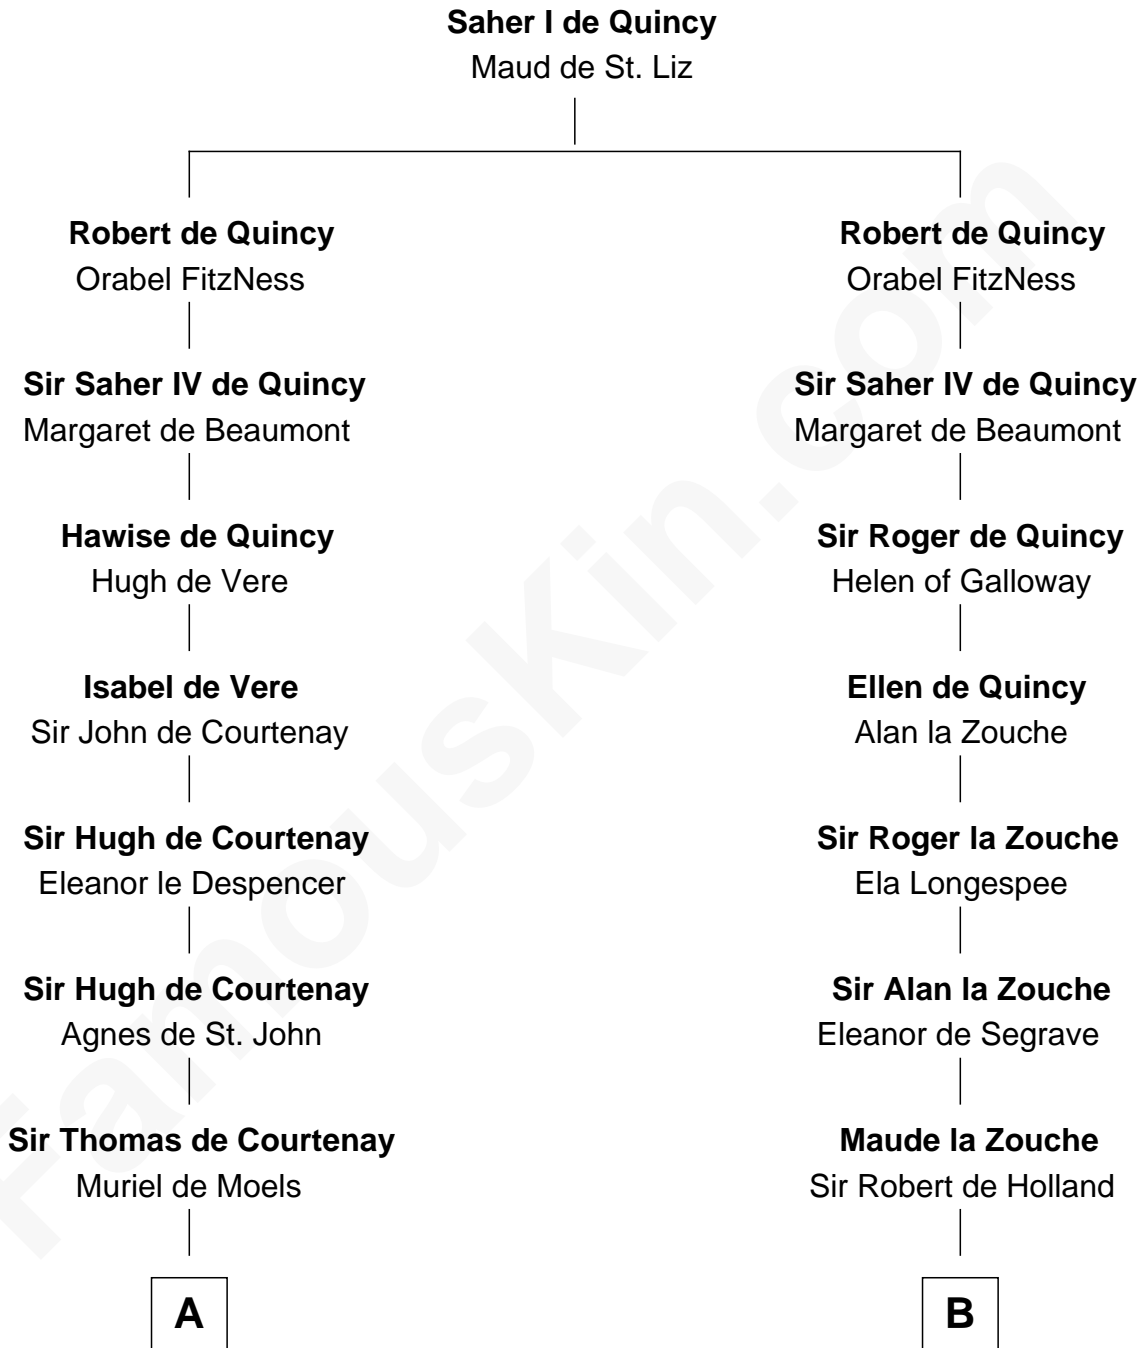 Saher I de Quincy
Maud de St. Liz
Robert de Quincy
Orabel FitzNess
Sir Saher IV de Quincy
Margaret de Beaumont
Hawise de Quincy
Hugh de Vere
Isabel de Vere
Sir John de Courtenay
Sir Hugh de Courtenay
Eleanor le Despencer
Sir Hugh de Courtenay
Agnes de St. John
Sir Thomas de Courtenay
Muriel de Moels
A
Robert de Quincy
Orabel FitzNess
Sir Saher IV de Quincy
Margaret de Beaumont
Sir Roger de Quincy
Helen of Galloway
Ellen de Quincy
Alan la Zouche
Sir Roger la Zouche
Ela Longespee
Sir Alan la Zouche
Eleanor de Segrave
Maude la Zouche
Sir Robert de Holland
B
FamousKin.com